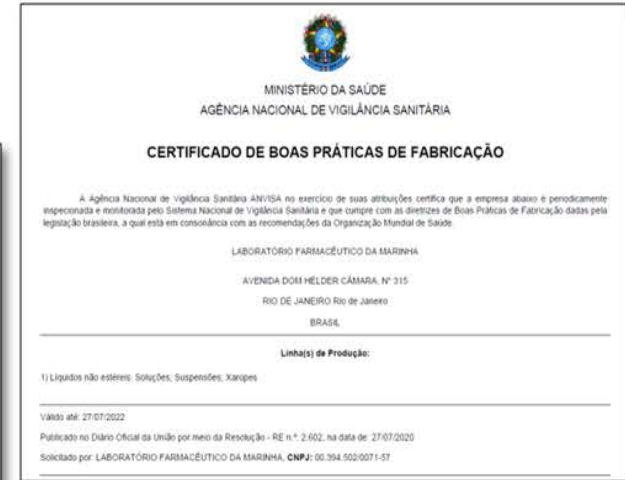 MINISTÉRIO DA SAÚDE
AGÊNCIA NACIONAL DE VIGILÂNCIA SANITÁRIA
CERTIFICADO DE BOAS PRÁTICAS DE FABRICAÇÃO
A Agência Nacional de Vigilância Sanitária ANVISA no exercício de suas atribuições certifica que a empresa abaixo é periodicamente
inspecionada e monitorada pelo Sistema Nacional de Vigilância Sanitária e que cumpre com as diretrizes de Boas Práticas de Fabricação dadas pela
legislação brasileira, a qual está em consonância com as recomendações da Organização Mundial de Saúde.
LABORATÓRIO FARMACÊUTICO DA MARINHA
AVENIDA DOM HÉLDER CÂMARA, N° 315
RIO DE JANEIRO Rio de Janeiro
BRASIL
Linha(s) de Produção:
1) Líquidos não estéreis: Soluções; Suspensões; Xaropes
Válido até: 27/07/2022
Publicado no Diário Oficial da União por meio da Resolução - RE n.º: 2.602, na data de: 27/07/2020
Solicitado por: LABORATÓRIO FARMACÊUTICO DA MARINHA, CNPJ: 00.394.502/0071-57